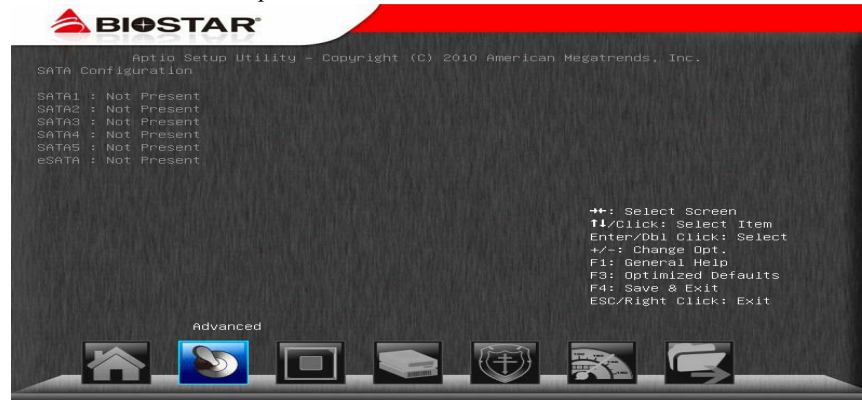 BIOSTAR®
Aptio Setup Utility – Copyright (C) 2010 American Megatrends, Inc.
SATA Configuration
SATA1 : Not Present
SATA2 : Not Present
SATA3 : Not Present
SATA4 : Not Present
SATA5 : Not Present
eSATA : Not Present
→←: Select Screen
↑↓/Click: Select Item
Enter/Dbl Click: Select
+/-: Change Opt.
F1: General Help
F3: Optimized Defaults
F4: Save & Exit
ESC/Right Click: Exit
Advanced